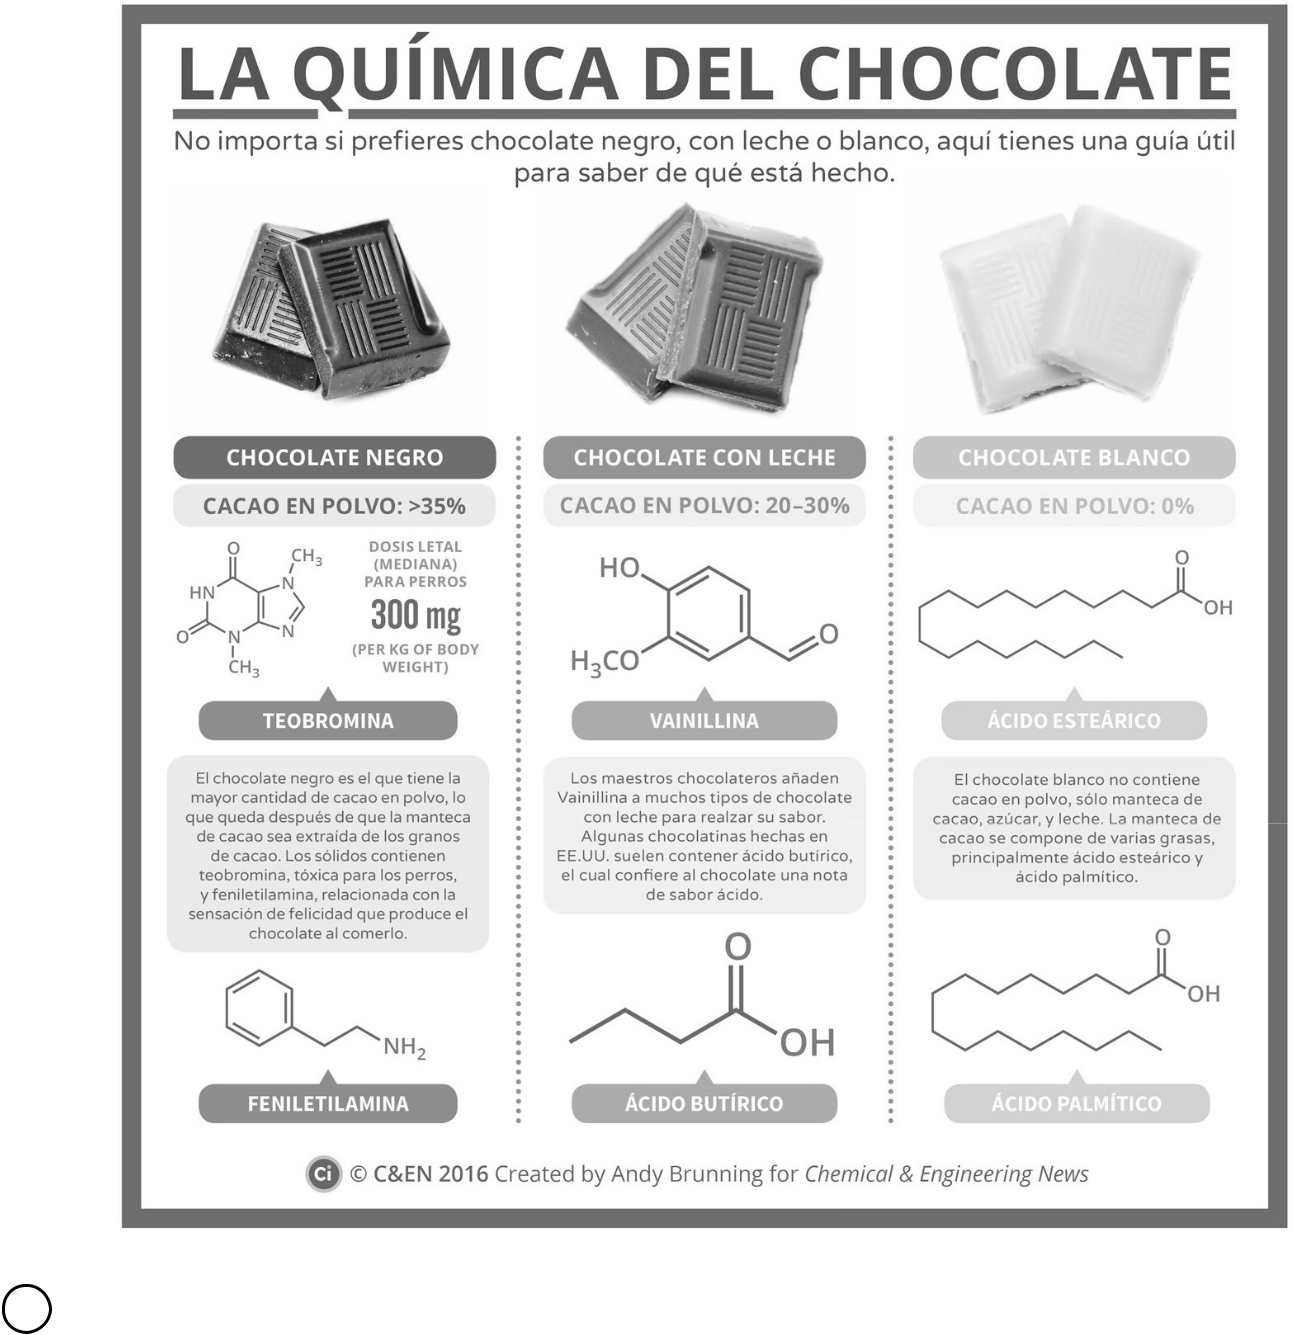 LA QUÍMICA DEL CHOCOLATE
No importa si prefieres chocolate negro, con leche o blanco, aquí tienes una guía útil
para saber de qué está hecho.
CHOCOLATE NEGRO
CACAO EN POLVO: >35%
O
CH3
HN
N
O
N
N
CH3
DOSIS LETAL
(MEDIANA)
PARA PERROS
300 mg
(PER KG OF BODY
WEIGHT)
TEOBROMINA
El chocolate negro es el que tiene la
mayor cantidad de cacao en polvo, lo
que queda después de que la manteca
de cacao sea extraída de los granos
de cacao. Los sólidos contienen
teobromina, tóxica para los perros,
y feniletilamina, relacionada con la
sensación de felicidad que produce el
chocolate al comerlo.
NH2
FENILETILAMINA
CHOCOLATE CON LECHE
CACAO EN POLVO: 20–30%
HO
O
H3CO
VAINILLINA
Los maestros chocolateros añaden
Vainillina a muchos tipos de chocolate
con leche para realzar su sabor.
Algunas chocolatinas hechas en
EE.UU. suelen contener ácido butírico,
el cual confiere al chocolate una nota
de sabor ácido.
O
OH
ÁCIDO BUTÍRICO
CHOCOLATE BLANCO
CACAO EN POLVO: 0%
O
OH
ÁCIDO ESTEÁRICO
El chocolate blanco no contiene
cacao en polvo, sólo manteca de
cacao, azúcar, y leche. La manteca de
cacao se compone de varias grasas,
principalmente ácido esteárico y
ácido palmítico.
O
OH
ÁCIDO PALMÍTICO
Ci © C&EN 2016 Created by Andy Brunning for Chemical & Engineering News